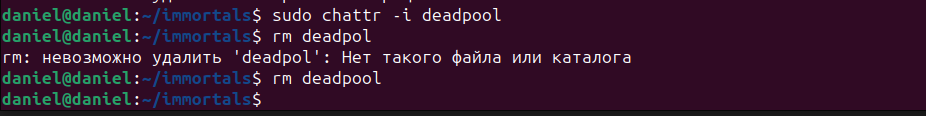 daniel@daniel:~/immortals$ sudo chattr -i deadpool
daniel@daniel:~/immortals$ rm deadpol
rm: невозможно удалить 'deadpol': Нет такого файла или каталога
daniel@daniel:~/immortals$ rm deadpool
daniel@daniel:~/immortals$